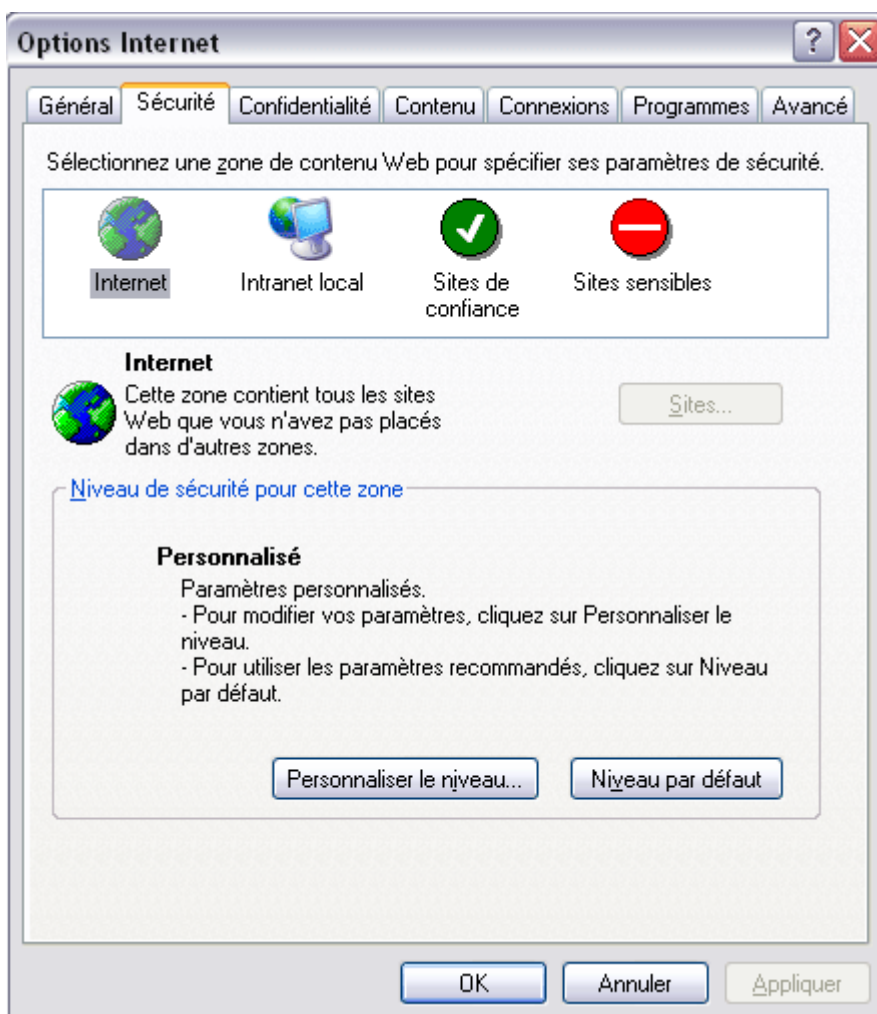 Options Internet
?
Général Sécurité Confidentialité Contenu Connexions Programmes Avancé
Sélectionnez une zone de contenu Web pour spécifier ses paramètres de sécurité.
Internet Intranet local Sites de Sites sensibles
confiance
Internet
Cette zone contient tous les sites
Web que vous n'avez pas placés
dans d'autres zones.
Sites...
Niveau de sécurité pour cette zone
Personnalisé
Paramètres personnalisés.
- Pour modifier vos paramètres, cliquez sur Personnaliser le
niveau.
- Pour utiliser les paramètres recommandés, cliquez sur Niveau
par défaut.
Personnaliser le niveau... Niveau par défaut
OK Annuler Appliquer